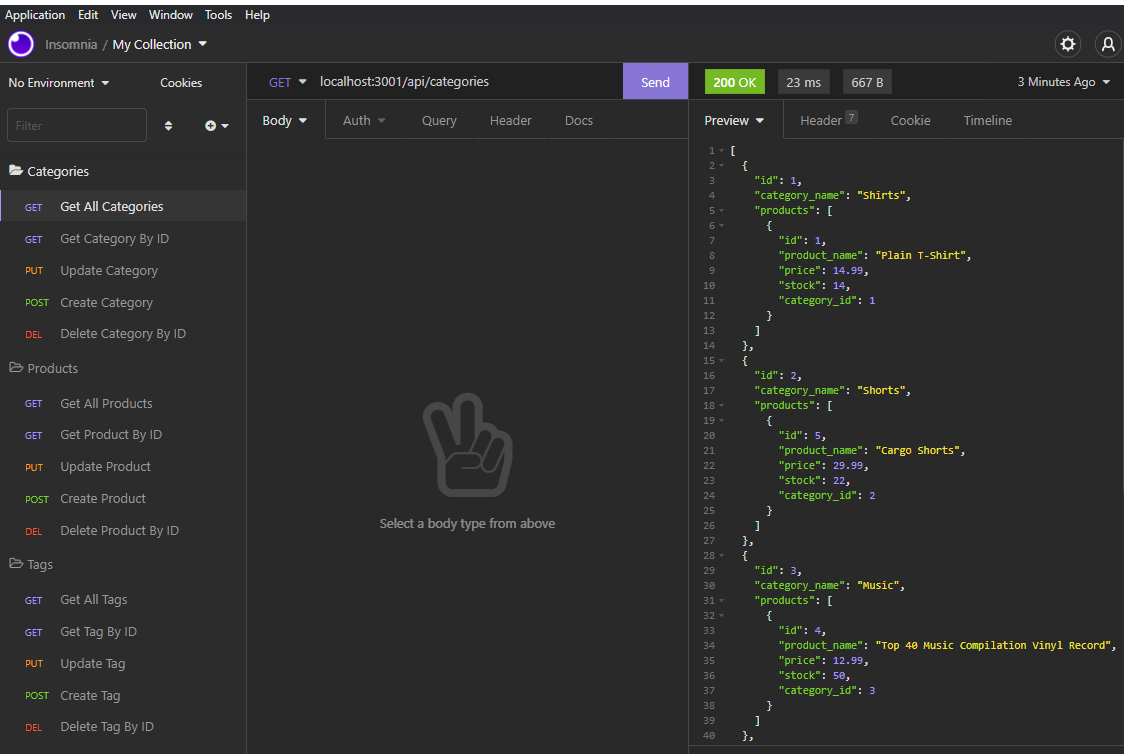 Application Edit View Window Tools Help
Insomnia / My Collection
No Environment Cookies
Filter
Categories
GET Get All Categories
GET Get Category By ID
PUT Update Category
POST Create Category
DEL Delete Category By ID
Products
GET Get All Products
GET Get Product By ID
PUT Update Product
POST Create Product
DEL Delete Product By ID
Tags
GET Get All Tags
GET Get Tag By ID
PUT Update Tag
POST Create Tag
DEL Delete Tag By ID
GET localhost:3001/api/categories Send
Body Auth Query Header Docs
Select a body type from above
200 OK 23 ms 667 B 3 Minutes Ago
Preview Header 7 Cookie Timeline
1 [
2 {
3 "id": 1,
4 "category_name": "Shirts",
5 "products": [
6 {
7 "id": 1,
8 "product_name": "Plain T-Shirt",
9 "price": 14.99,
10 "stock": 14,
11 "category_id": 1
12 }
13 ]
14 },
15 {
16 "id": 2,
17 "category_name": "Shorts",
18 "products": [
19 {
20 "id": 5,
21 "product_name": "Cargo Shorts",
22 "price": 29.99,
23 "stock": 22,
24 "category_id": 2
25 }
26 ]
27 },
28 {
29 "id": 3,
30 "category_name": "Music",
31 "products": [
32 {
33 "id": 4,
34 "product_name": "Top 40 Music Compilation Vinyl Record",
35 "price": 12.99,
36 "stock": 50,
37 "category_id": 3
38 }
39 ]
40 },